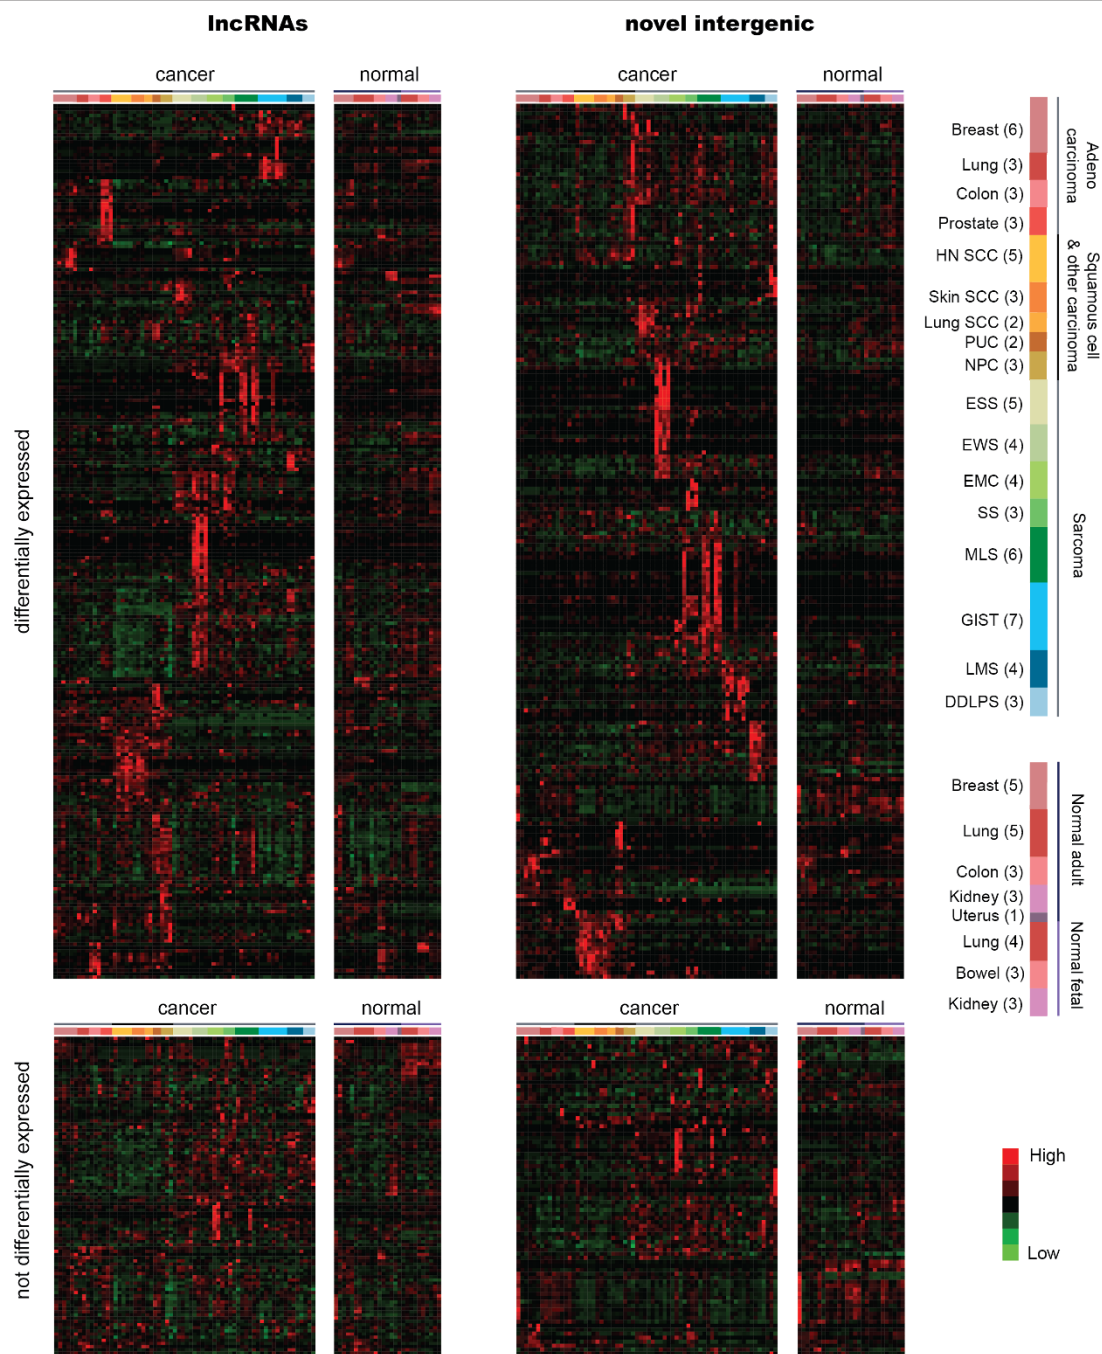 lncRNAs
novel intergenic
cancer
normal
cancer
normal
differentially expressed
Breast (6)
Lung (3)
Colon (3)
Prostate (3)
HN SCC (5)
Skin SCC (3)
Lung SCC (2)
PUC (2)
NPC (3)
ESS (5)
EWS (4)
EMC (4)
SS (3)
MLS (6)
GIST (7)
LMS (4)
DDLPS (3)
Adeno
carcinoma
Squamous cell
& other carcinoma
Sarcoma
Breast (5)
Lung (5)
Colon (3)
Kidney (3)
Uterus (1)
Lung (4)
Bowel (3)
Kidney (3)
Normal adult
Normal fetal
cancer
normal
cancer
normal
not differentially expressed
High
Low